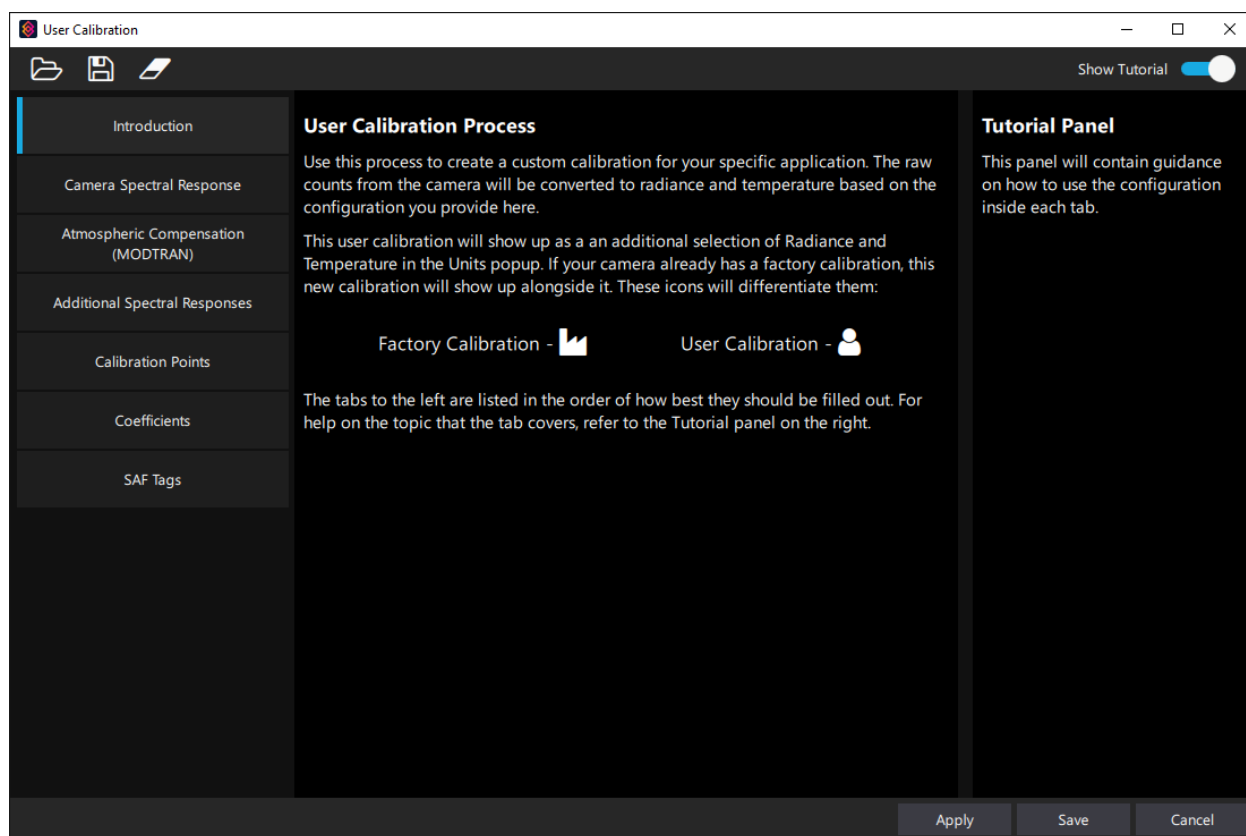 User Calibration
Show Tutorial
Introduction
Camera Spectral Response
Atmospheric Compensation
(MODTRAN)
Additional Spectral Responses
Calibration Points
Coefficients
SAF Tags
User Calibration Process
Use this process to create a custom calibration for your specific application. The raw
counts from the camera will be converted to radiance and temperature based on the
configuration you provide here.
This user calibration will show up as a an additional selection of Radiance and
Temperature in the Units popup. If your camera already has a factory calibration, this
new calibration will show up alongside it. These icons will differentiate them:
Factory Calibration -
User Calibration -
The tabs to the left are listed in the order of how best they should be filled out. For
help on the topic that the tab covers, refer to the Tutorial panel on the right.
Tutorial Panel
This panel will contain guidance
on how to use the configuration
inside each tab.
Apply
Save
Cancel